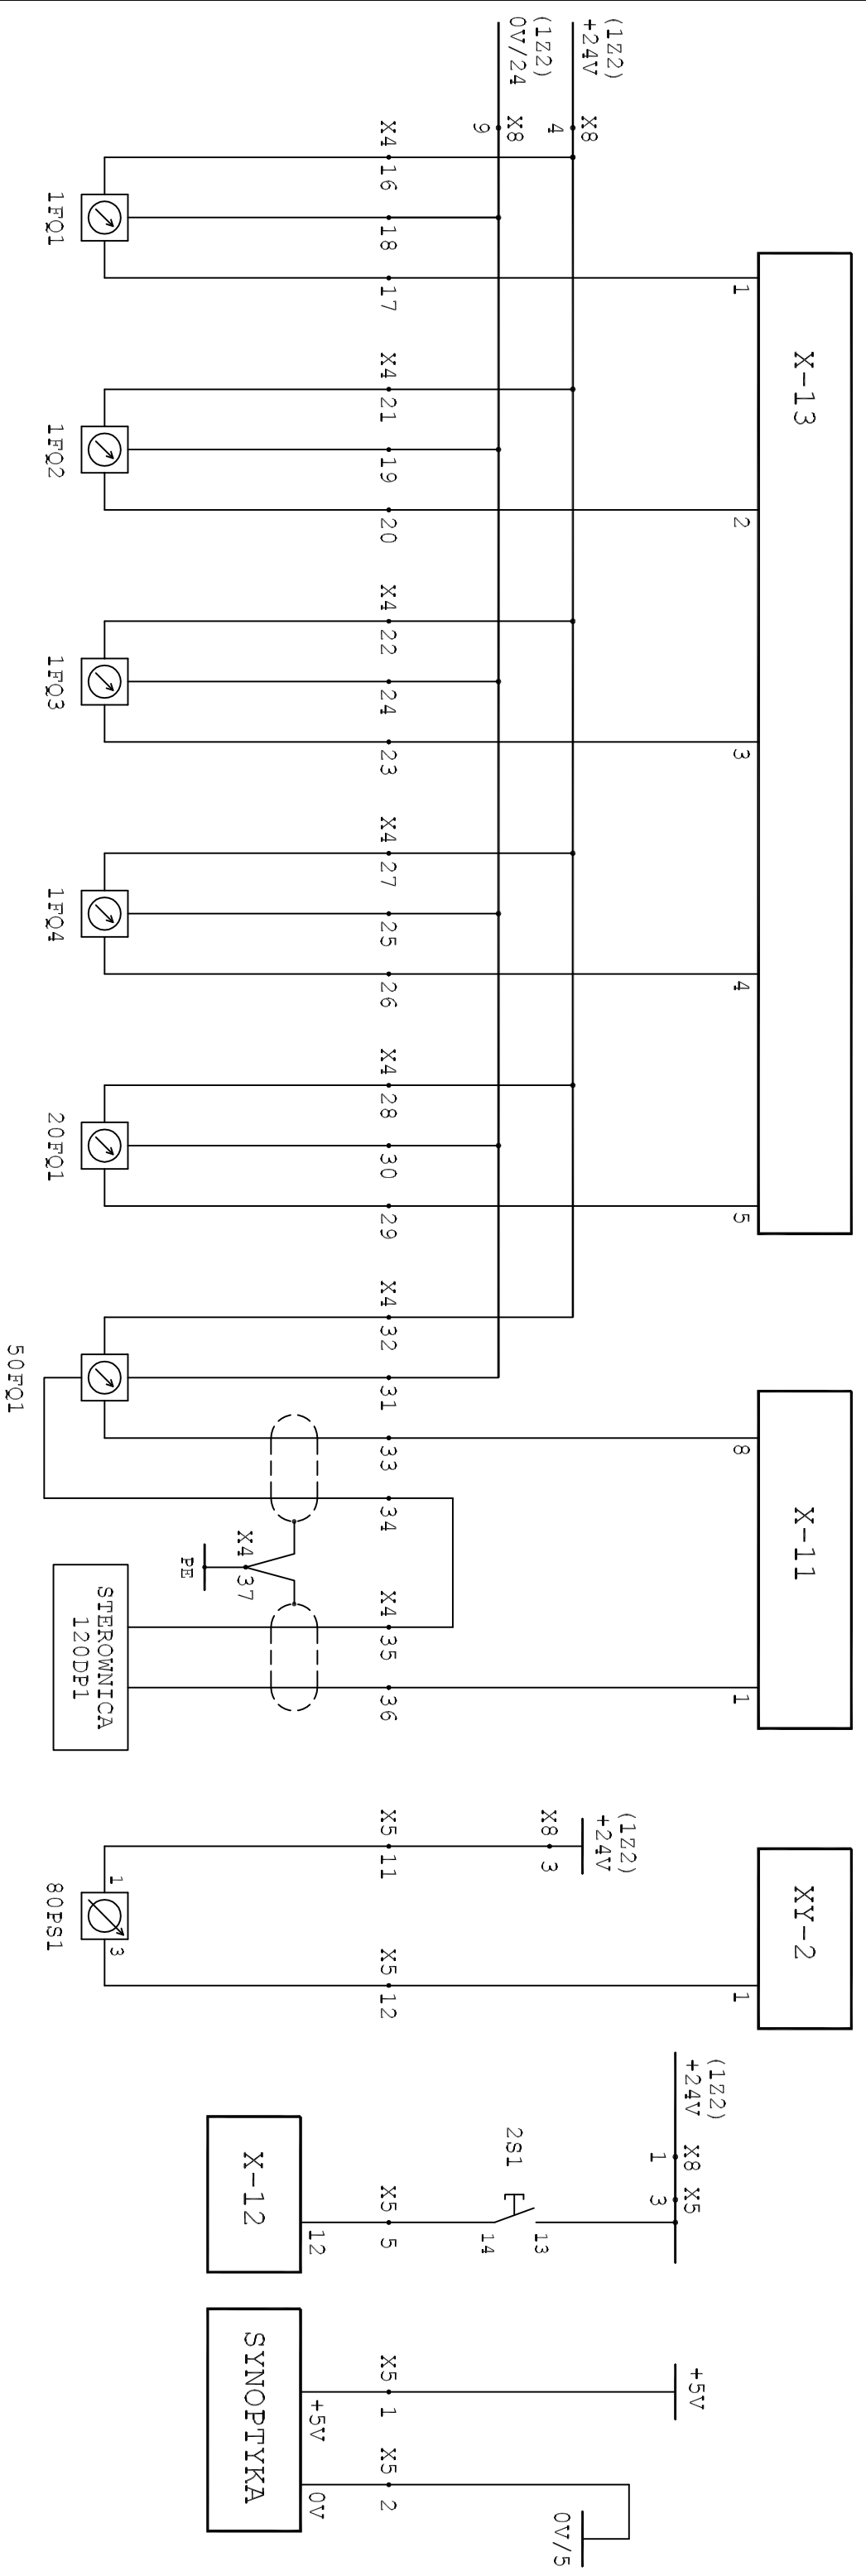 (1Z2)
+24V
X8
4
(1Z2)
0V/24
X8
9
X-13
1
2
3
4
5
X4 16
18
17
1FQ1
X4 21
19
20
1FQ2
X4 22
24
23
1FQ3
X4 27
25
26
1FQ4
X4 28
30
29
20FQ1
X4 32
31
33
34
50FQ1
X-11
8
1
X4 35
36
X4 37
PE
STEROWNICA
120DP1
XY-2
1
(1Z2)
+24V
X8 3
X5 11
X5 12
1
3
80PS1
(1Z2)
+24V
X8
1
X5
3
2S1
13
14
X5 5
12
X-12
+5V
X5 1
+5V
0V/5
X5 2
0V
SYNOPTYKA